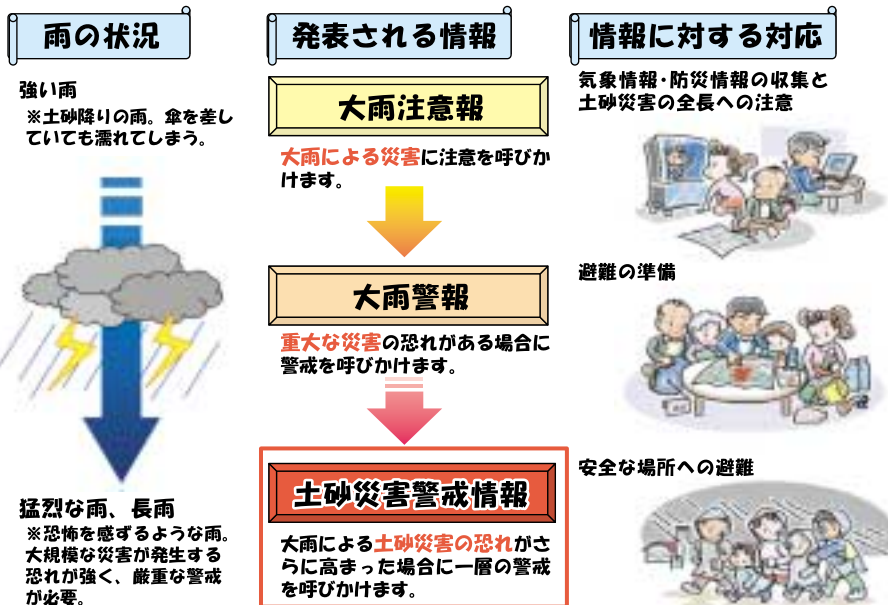 雨の状況
強い雨
※土砂降りの雨。傘を差し
ていても濡れてしまう。
猛烈な雨、長雨
※恐怖を感ずるような雨。
大規模な災害が発生する
恐れが強く、厳重な警戒
が必要。
発表される情報
大雨注意報
大雨による災害に注意を呼びか
けます。
大雨警報
重大な災害の恐れがある場合に
警戒を呼びかけます。
土砂災害警戒情報
大雨による土砂災害の恐れがさ
らに高まった場合に一層の警戒
を呼びかけます。
情報に対する対応
気象情報・防災情報の収集と
土砂災害の全長への注意
避難の準備
安全な場所への避難